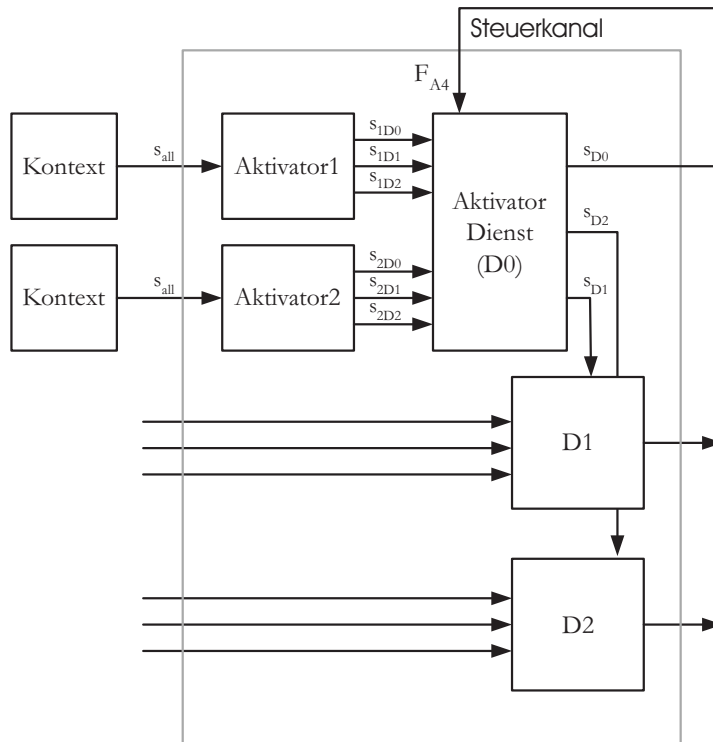 Steuerkanal
F_A4
Kontext
s_all
Aktivator1
s_1D0
s_1D1
s_1D2
Aktivator
Dienst
(D0)
s_D0
s_D2
s_D1
Kontext
s_all
Aktivator2
s_2D0
s_2D1
s_2D2
D1
D2